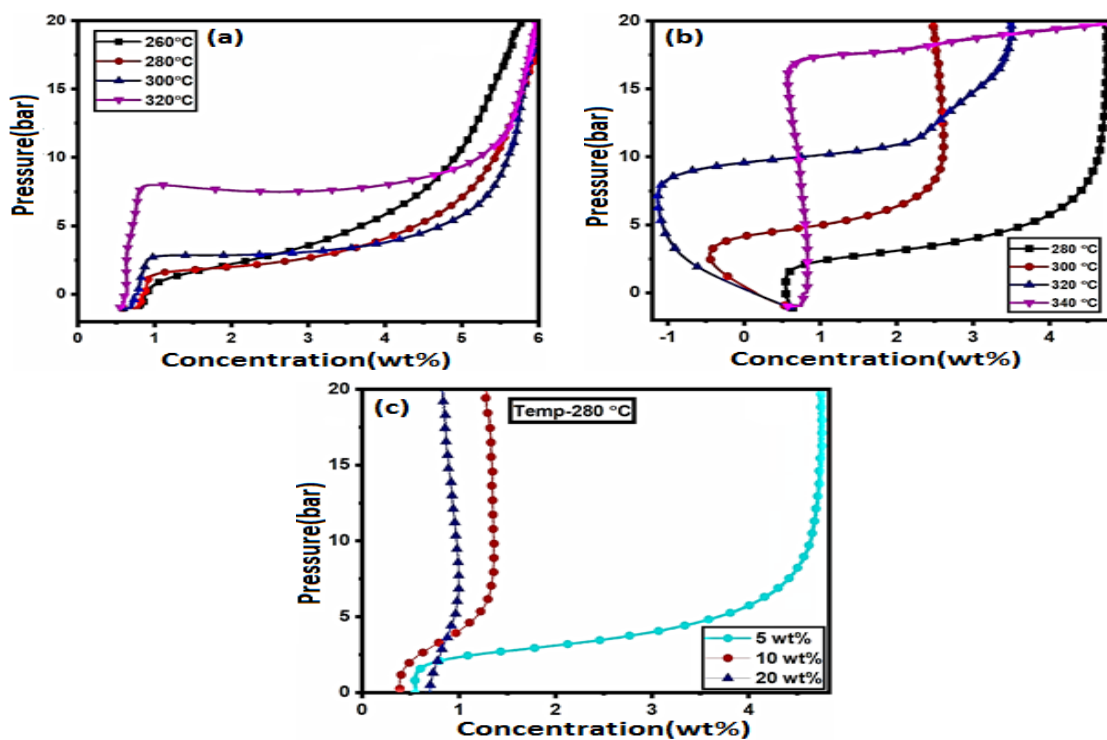 (a)
260°C
280°C
300°C
320°C
20
15
10
5
0
Pressure(bar)
0 1 2 3 4 5 6
Concentration(wt%)
(b)
280 °C
300 °C
320 °C
340 °C
20
15
10
5
0
Pressure(bar)
-1 0 1 2 3 4
Concentration(wt%)
(c)
Temp-280 °C
5 wt%
10 wt%
20 wt%
20
15
10
5
0
Pressure(bar)
1 2 3 4
Concentration(wt%)